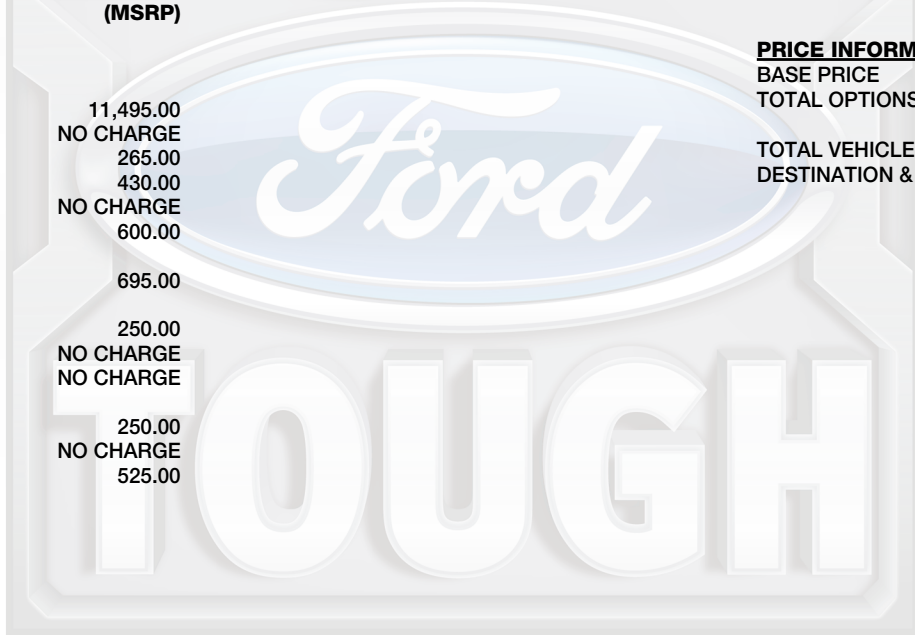 (MSRP)
11,495.00
NO CHARGE
265.00
430.00
NO CHARGE
600.00
695.00
250.00
NO CHARGE
NO CHARGE
250.00
NO CHARGE
525.00
PRICE INFORM
BASE PRICE
TOTAL OPTIONS
TOTAL VEHICLE
DESTINATION &
Ford
TOUGH